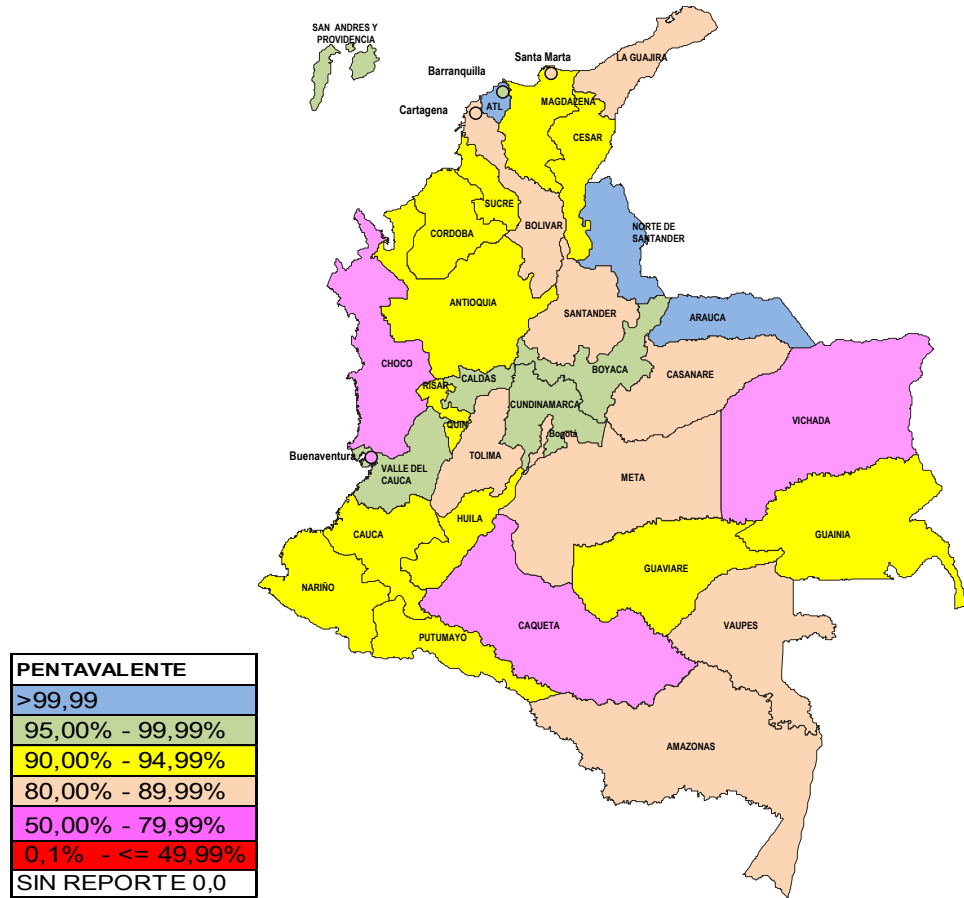 SAN ANDRES Y
PROVIDENCIA
Santa Marta
LA GUAJIRA
Barranquilla
ATL
MAGDALENA
Cartagena
CESAR
SUCRE
BOLIVAR
NORTE DE
SANTANDER
CORDOBA
ANTIOQUIA
SANTANDER
ARAUCA
CHOCO
BOYACA
CASANARE
CALDAS
RISAR
CUNDINAMARCA
VICHADA
QUIN
Bogotá
Buenaventura
TOLIMA
VALLE DEL
CAUCA
META
HUILA
CAUCA
GUAINIA
GUAVIARE
NARIÑO
CAQUETA
VAUPES
PUTUMAYO
AMAZONAS
PENTAVALENTE
>99,99
95,00% - 99,99%
90,00% - 94,99%
80,00% - 89,99%
50,00% - 79,99%
0,1% - <= 49,99%
SIN REPORTE 0,0